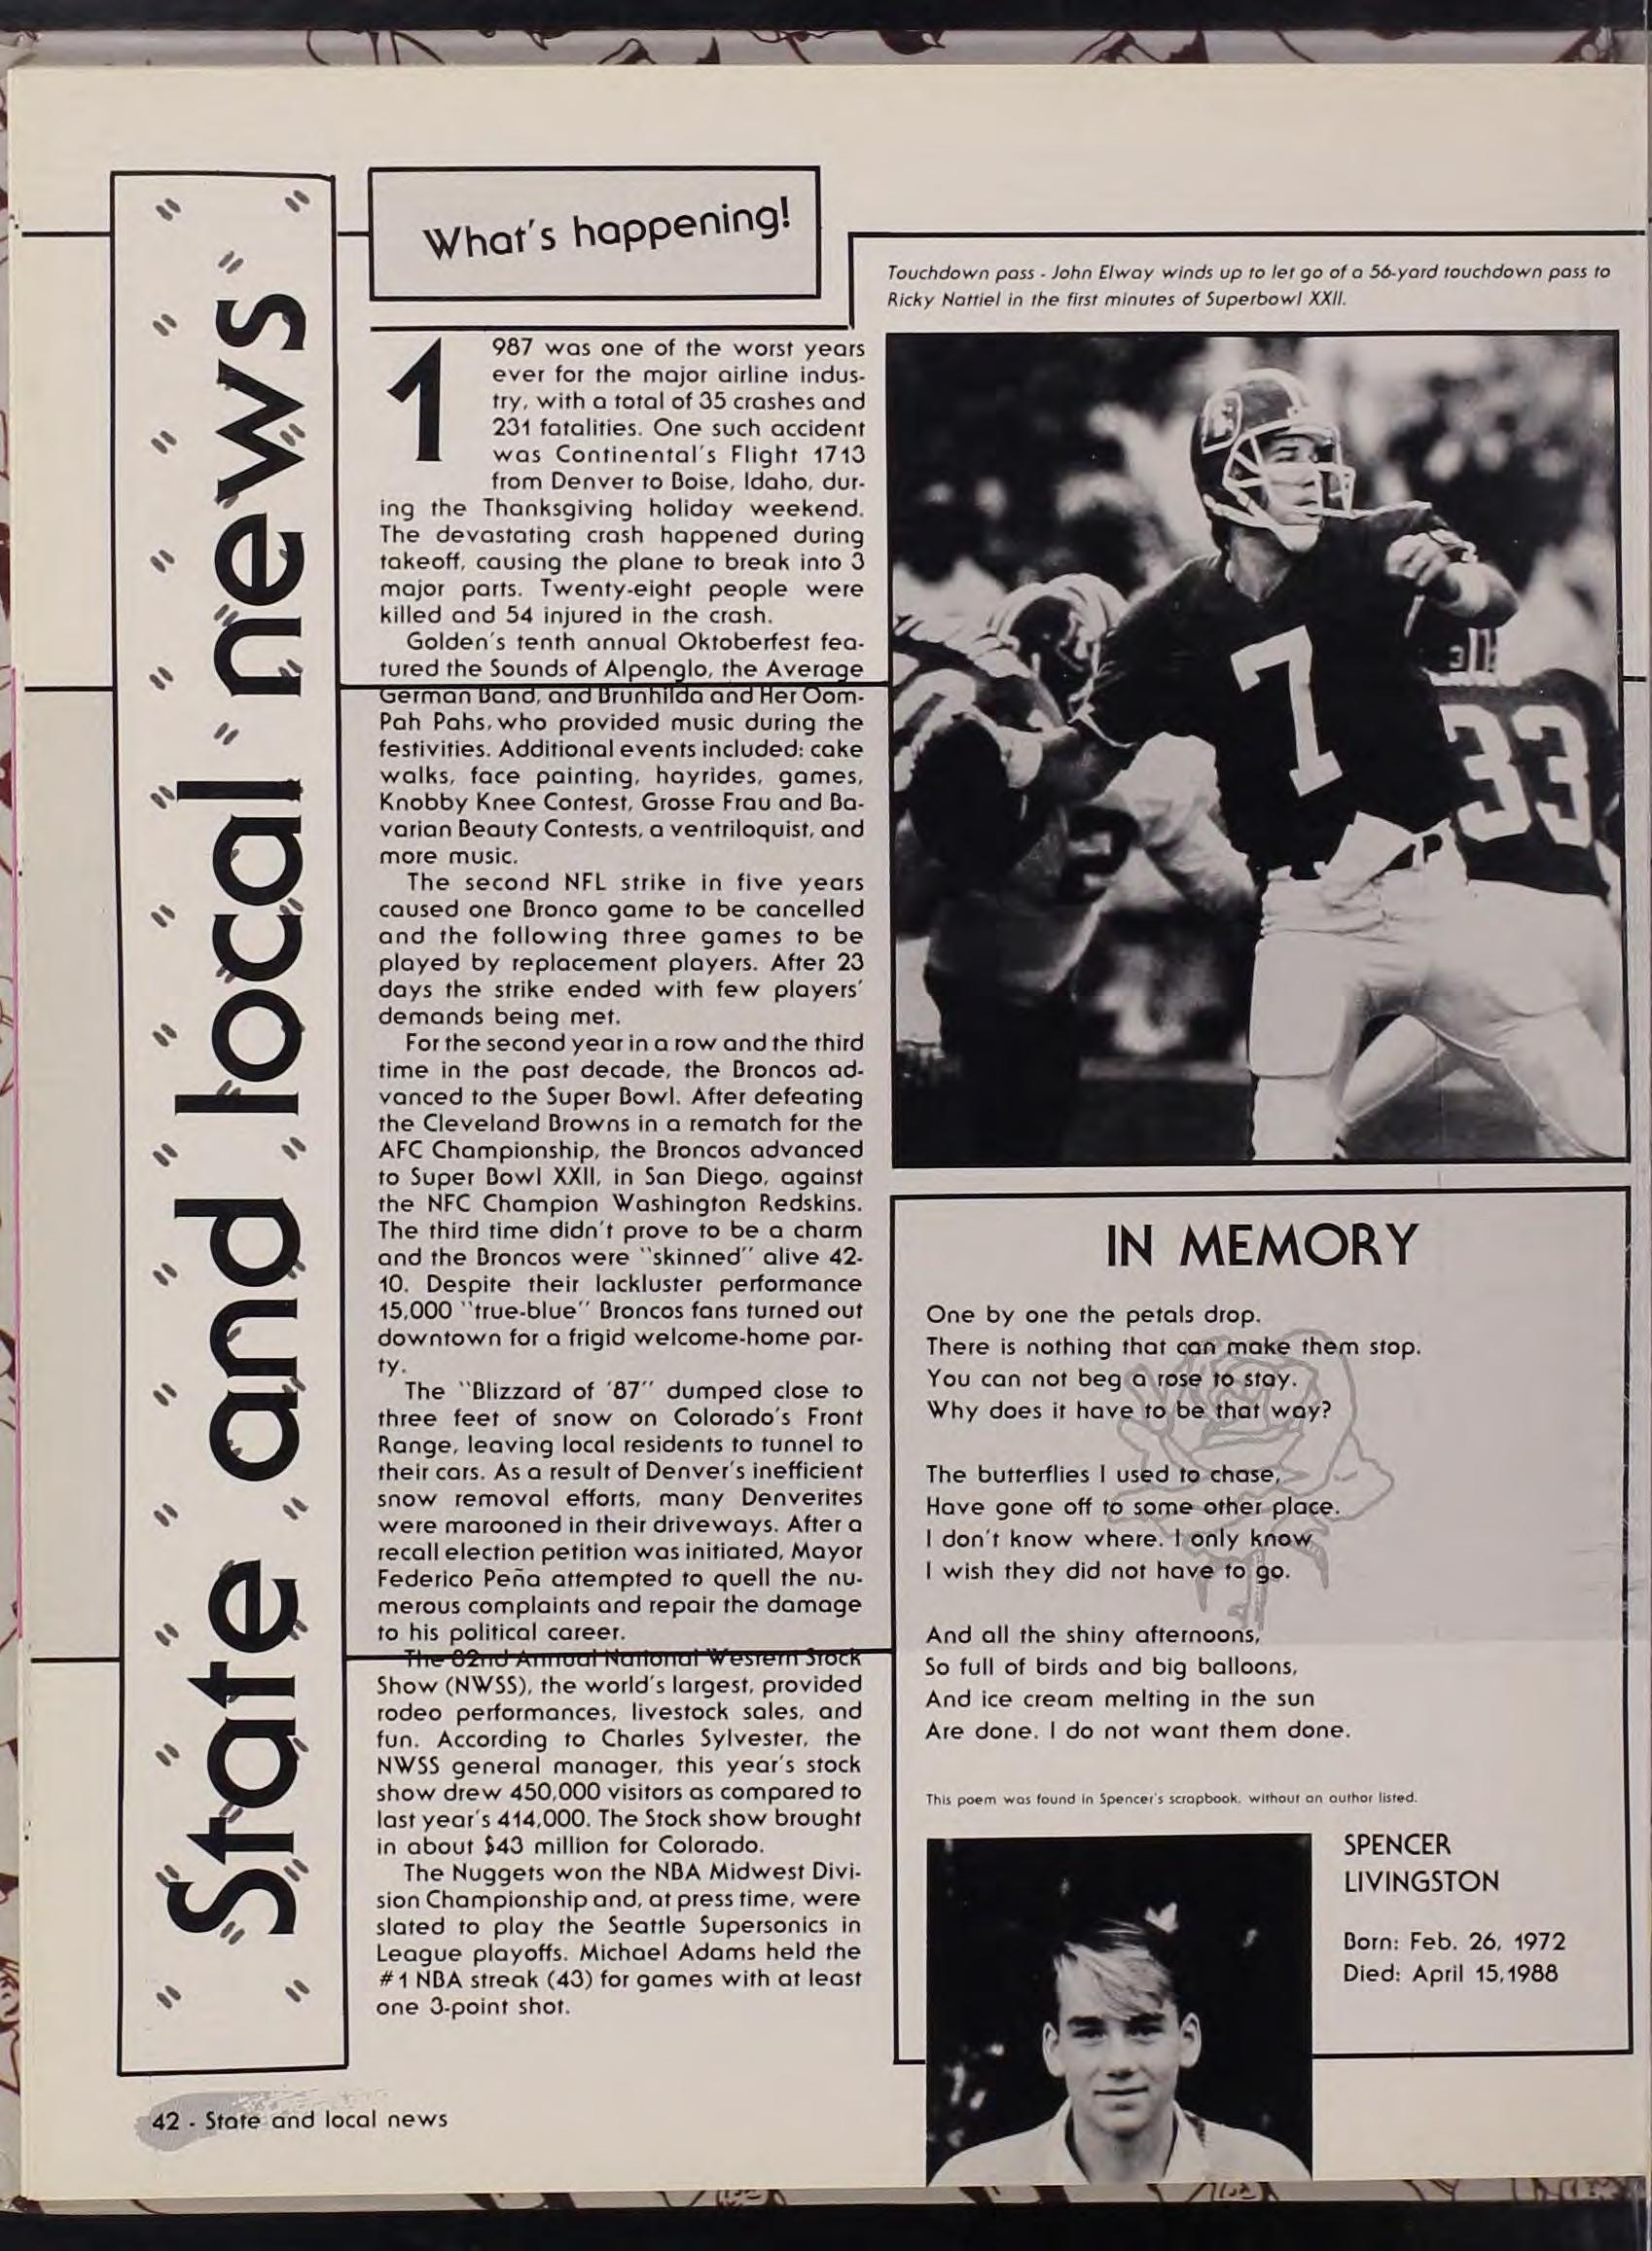 State and local news
What's happening!
1987 was one of the worst years
ever for the major airline indus-
try, with a total of 35 crashes and
231 fatalities. One such accident
was Continental's Flight 1713
from Denver to Boise, Idaho, dur-
ing the Thanksgiving holiday weekend.
The devastating crash happened during
takeoff, causing the plane to break into 3
major parts. Twenty-eight people were
killed and 54 injured in the crash.
Golden's tenth annual Oktoberfest fea-
tured the Sounds of Alpenglo, the Average
German Band, and Brunhilda and Her Oom-
Pah Pahs, who provided music during the
festivities. Additional events included: cake
walks, face painting, hayrides, games,
Knobby Knee Contest, Grosse Frau and Ba-
varian Beauty Contests, a ventriloquist, and
more music.
The second NFL strike in five years
caused one Bronco game to be cancelled
and the following three games to be
played by replacement players. After 23
days the strike ended with few players'
demands being met.
For the second year in a row and the third
time in the past decade, the Broncos ad-
vanced to the Super Bowl. After defeating
the Cleveland Browns in a rematch for the
AFC Championship, the Broncos advanced
to Super Bowl XXII, in San Diego, against
the NFC Champion Washington Redskins.
The third time didn't prove to be a charm
and the Broncos were "skinned" alive 42-
10. Despite their lackluster performance
15,000 "true-blue" Broncos fans turned out
downtown for a frigid welcome-home par-
ty.
The "Blizzard of '87" dumped close to
three feet of snow on Colorado's Front
Range, leaving local residents to tunnel to
their cars. As a result of Denver's inefficient
snow removal efforts, many Denverites
were marooned in their driveways. After a
recall election petition was initiated, Mayor
Federico Peña attempted to quell the nu-
merous complaints and repair the damage
to his political career.
The 82nd Annual National Western Stock
Show (NWSS), the world's largest, provided
rodeo performances, livestock sales, and
fun. According to Charles Sylvester, the
NWSS general manager, this year's stock
show drew 450,000 visitors as compared to
last year's 414,000. The Stock show brought
in about $43 million for Colorado.
The Nuggets won the NBA Midwest Divi-
sion Championship and, at press time, were
slated to play the Seattle Supersonics in
League playoffs. Michael Adams held the
#1 NBA streak (43) for games with at least
one 3-point shot.
Touchdown pass - John Elway winds up to let go of a 56-yard touchdown pass to
Ricky Nattiel in the first minutes of Superbowl XXII.
7
33
IN MEMORY
One by one the petals drop.
There is nothing that can make them stop.
You can not beg a rose to stay.
Why does it have to be that way?
The butterflies I used to chase,
Have gone off to some other place.
I don't know where. I only know
I wish they did not have to go.
And all the shiny afternoons,
So full of birds and big balloons,
And ice cream melting in the sun
Are done. I do not want them done.
This poem was found in Spencer's scrapbook, without an author listed.
SPENCER
LIVINGSTON
Born: Feb. 26, 1972
Died: April 15,1988
42 - State and local news